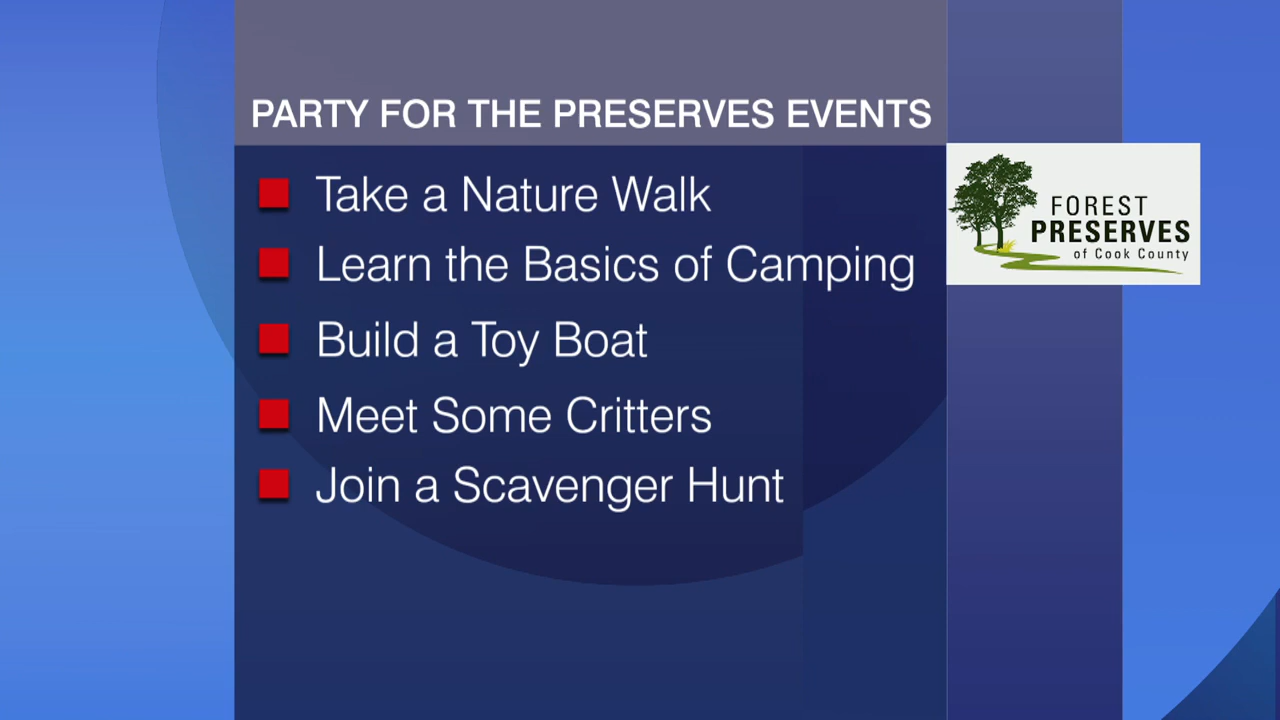 PARTY FOR THE PRESERVES EVENTS
Take a Nature Walk
Learn the Basics of Camping
Build a Toy Boat
Meet Some Critters
Join a Scavenger Hunt
FOREST
PRESERVES
of Cook County